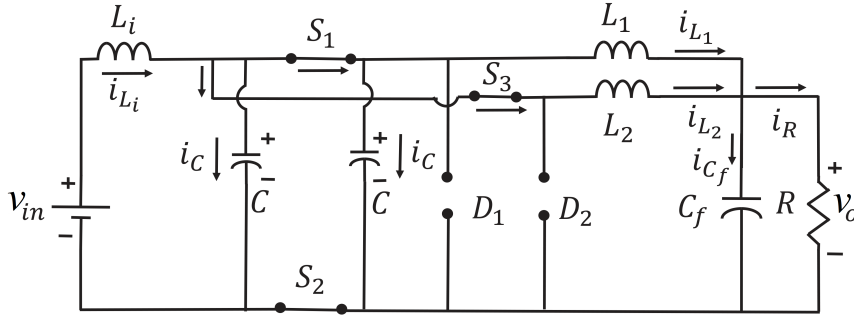 L_i
S_1
L_1
i_{L_1}
i_{L_i}
S_3
L_2
i_{L_2}
i_R
i_C
+
i_C
+
i_{C_f}
+
v_{in}
+
−
C
−
C
−
D_1
D_2
C_f
R
v_o
−
S_2